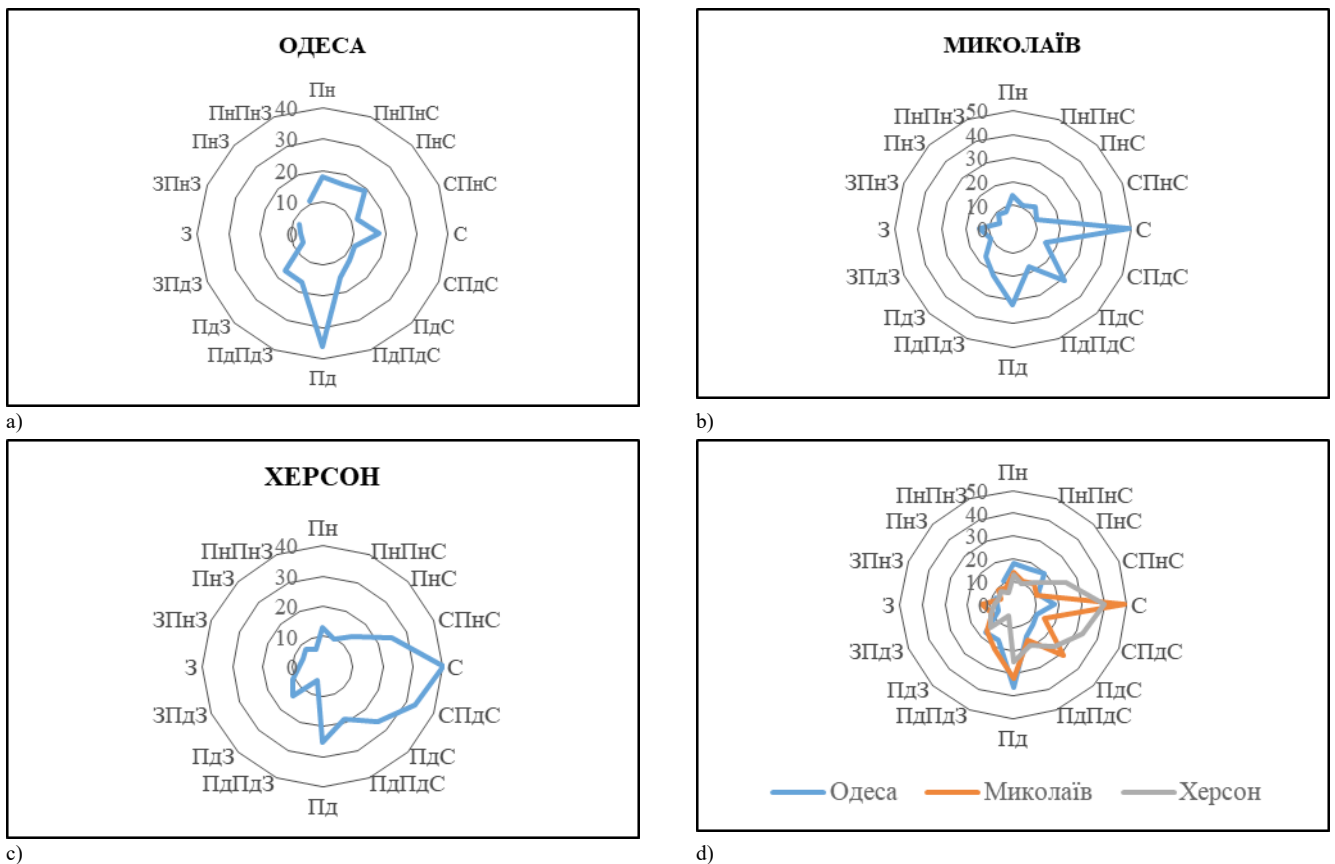 ОДЕСА
Пн
ПнПнЗ
40
ПнПнС
ПнЗ
30
ПнС
ЗПнЗ
20
СПнС
10
З
0
С
ЗПдЗ
СПдС
ПдЗ
ПдС
ПдПдЗ
ПдПдС
Пд
a)
МИКОЛАЇВ
Пн
ПнПнЗ
50
ПнПнС
ПнЗ
40
ПнС
30
ЗПнЗ
20
СПнС
10
З
0
С
ЗПдЗ
СПдС
ПдЗ
ПдС
ПдПдЗ
ПдПдС
Пд
b)
ХЕРСОН
Пн
ПнПнЗ
40
ПнПнС
ПнЗ
30
ПнС
ЗПнЗ
20
СПнС
10
З
0
С
ЗПдЗ
СПдС
ПдЗ
ПдС
ПдПдЗ
ПдПдС
Пд
c)
Пн
ПнПнЗ
50
ПнПнС
ПнЗ
40
ПнС
30
ЗПнЗ
20
СПнС
10
З
0
С
ЗПдЗ
СПдС
ПдЗ
ПдС
ПдПдЗ
ПдПдС
Пд
Одеса
Миколаїв
Херсон
d)